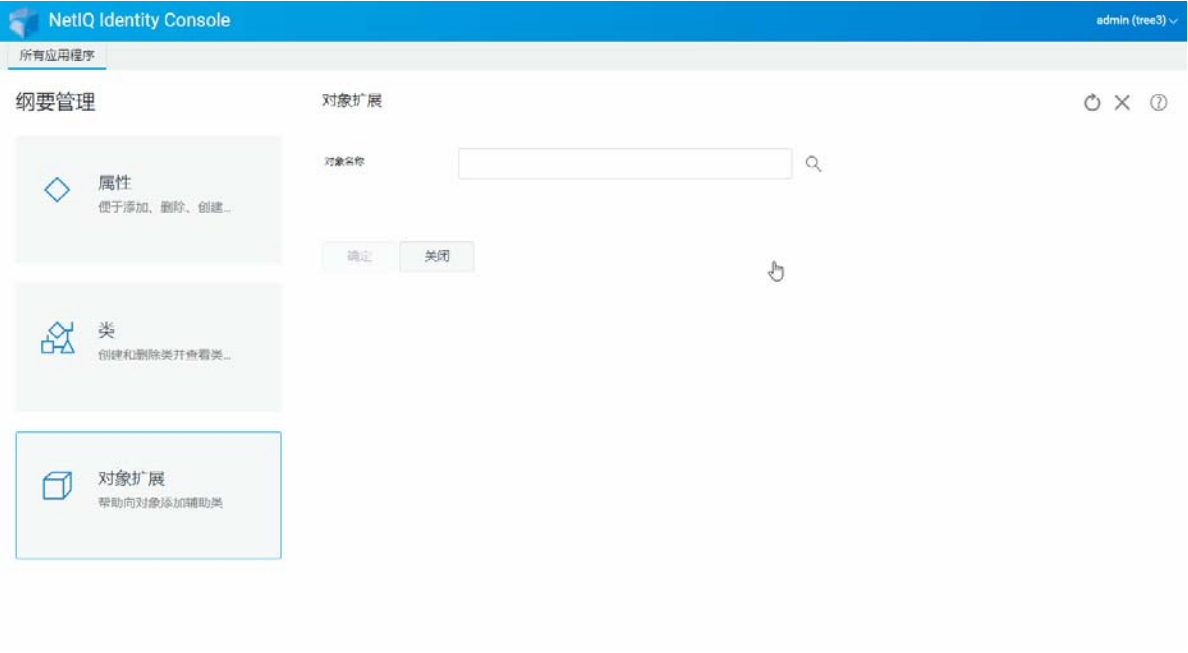 NetIQ Identity Console
admin (tree3)
所有应用程序
纲要管理
对象扩展
属性
便于添加、删除、创建...
对象名称
确定
关闭
类
创建和删除类并查看类...
对象扩展
帮助向对象添加辅助类